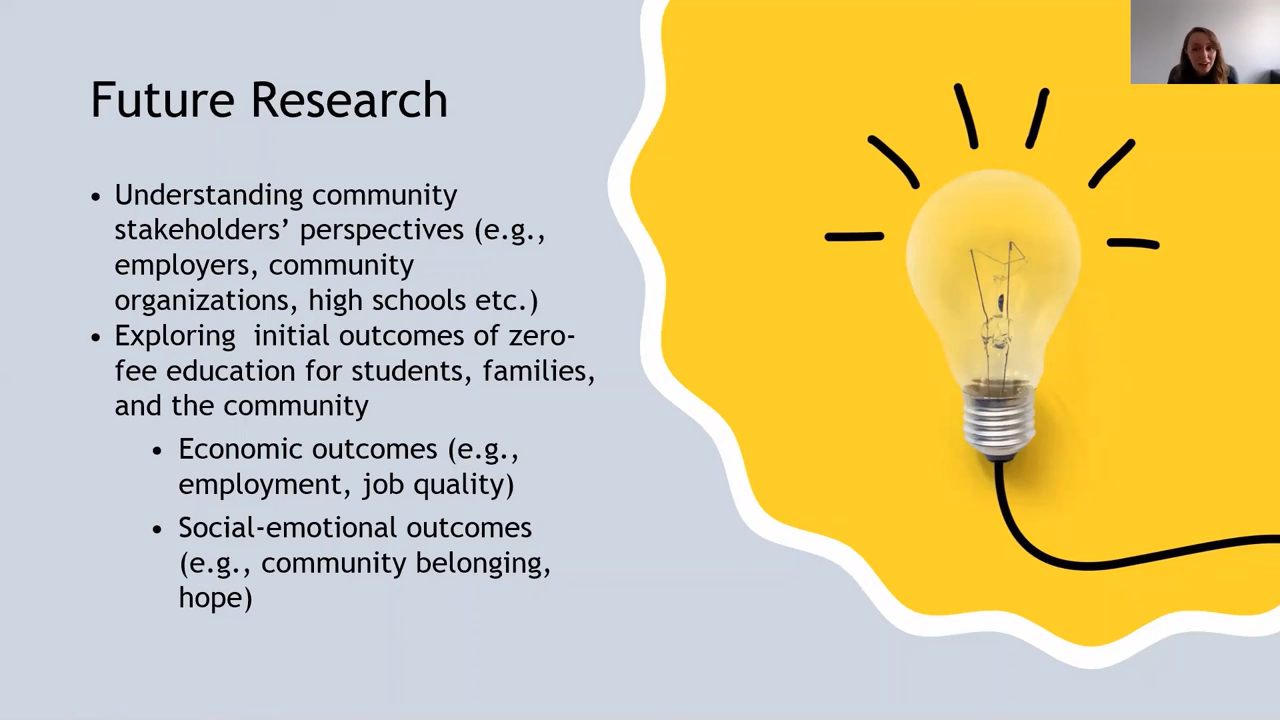 Future Research
• Understanding community
stakeholders’ perspectives (e.g.,
employers, community
organizations, high schools etc.)
• Exploring  initial outcomes of zero-
fee education for students, families,
and the community
• Economic outcomes (e.g.,
employment, job quality)
• Social-emotional outcomes
(e.g., community belonging,
hope)